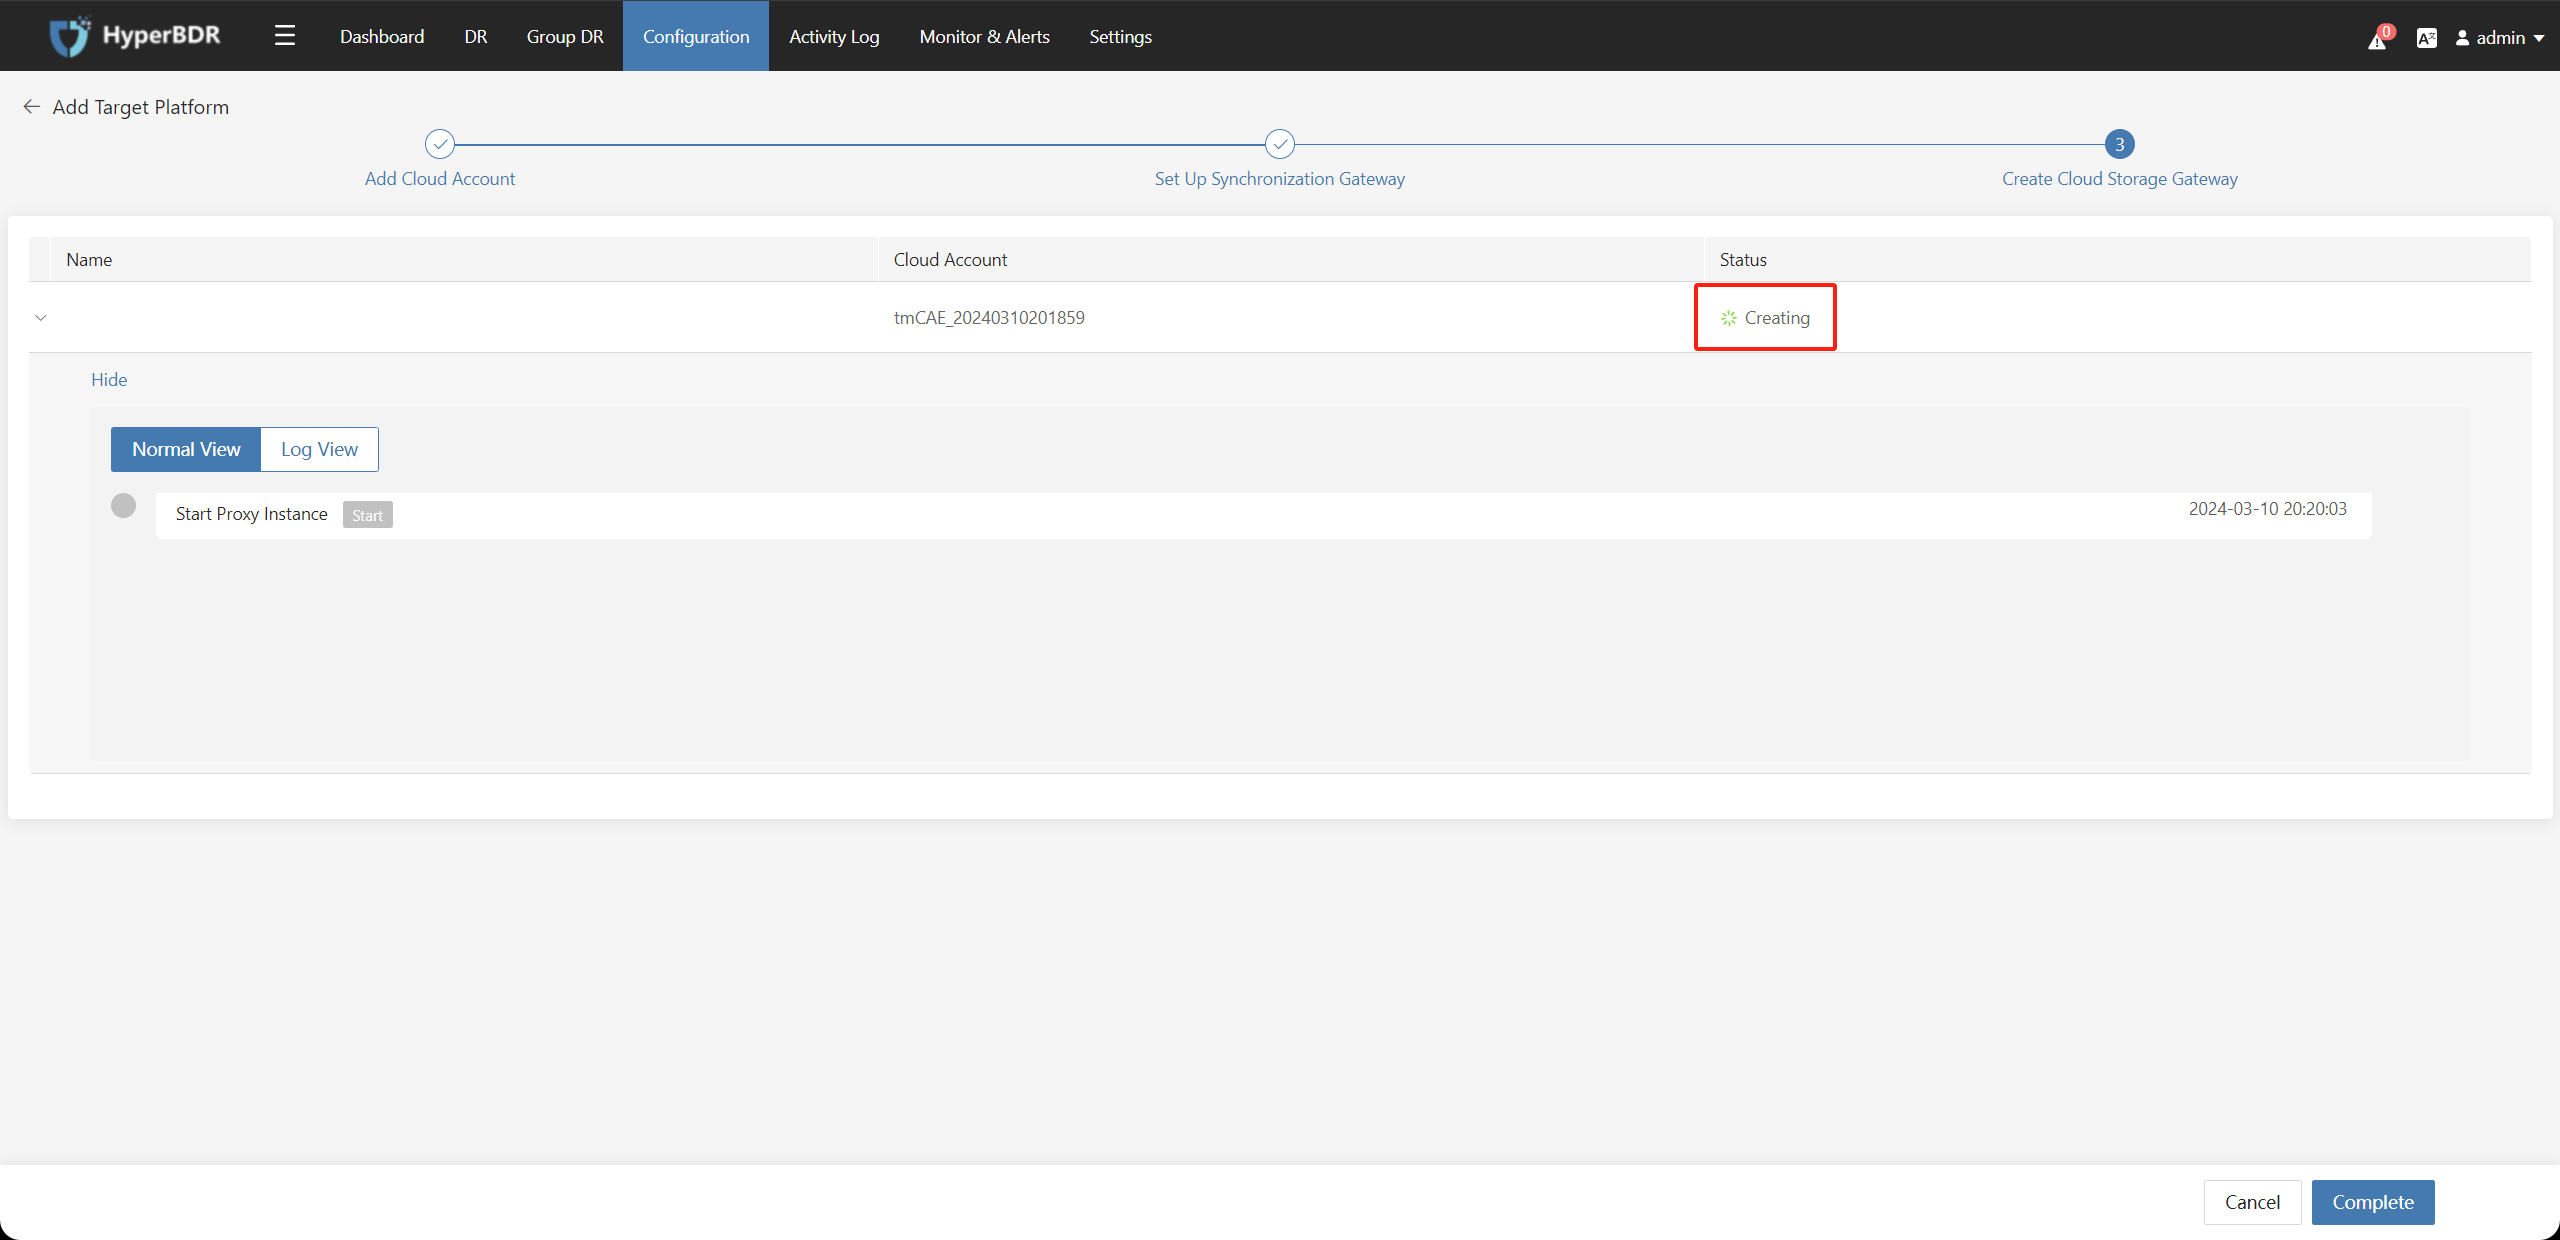 HyperBDR Dashboard DR Group DR Configuration Activity Log Monitor & Alerts Settings 0 A文 admin
Add Target Platform
3
Add Cloud Account Set Up Synchronization Gateway Create Cloud Storage Gateway
Name Cloud Account Status
tmCAE_20240310201859 Creating
Hide
Normal View Log View
Start Proxy Instance Start 2024-03-10 20:20:03
Cancel Complete